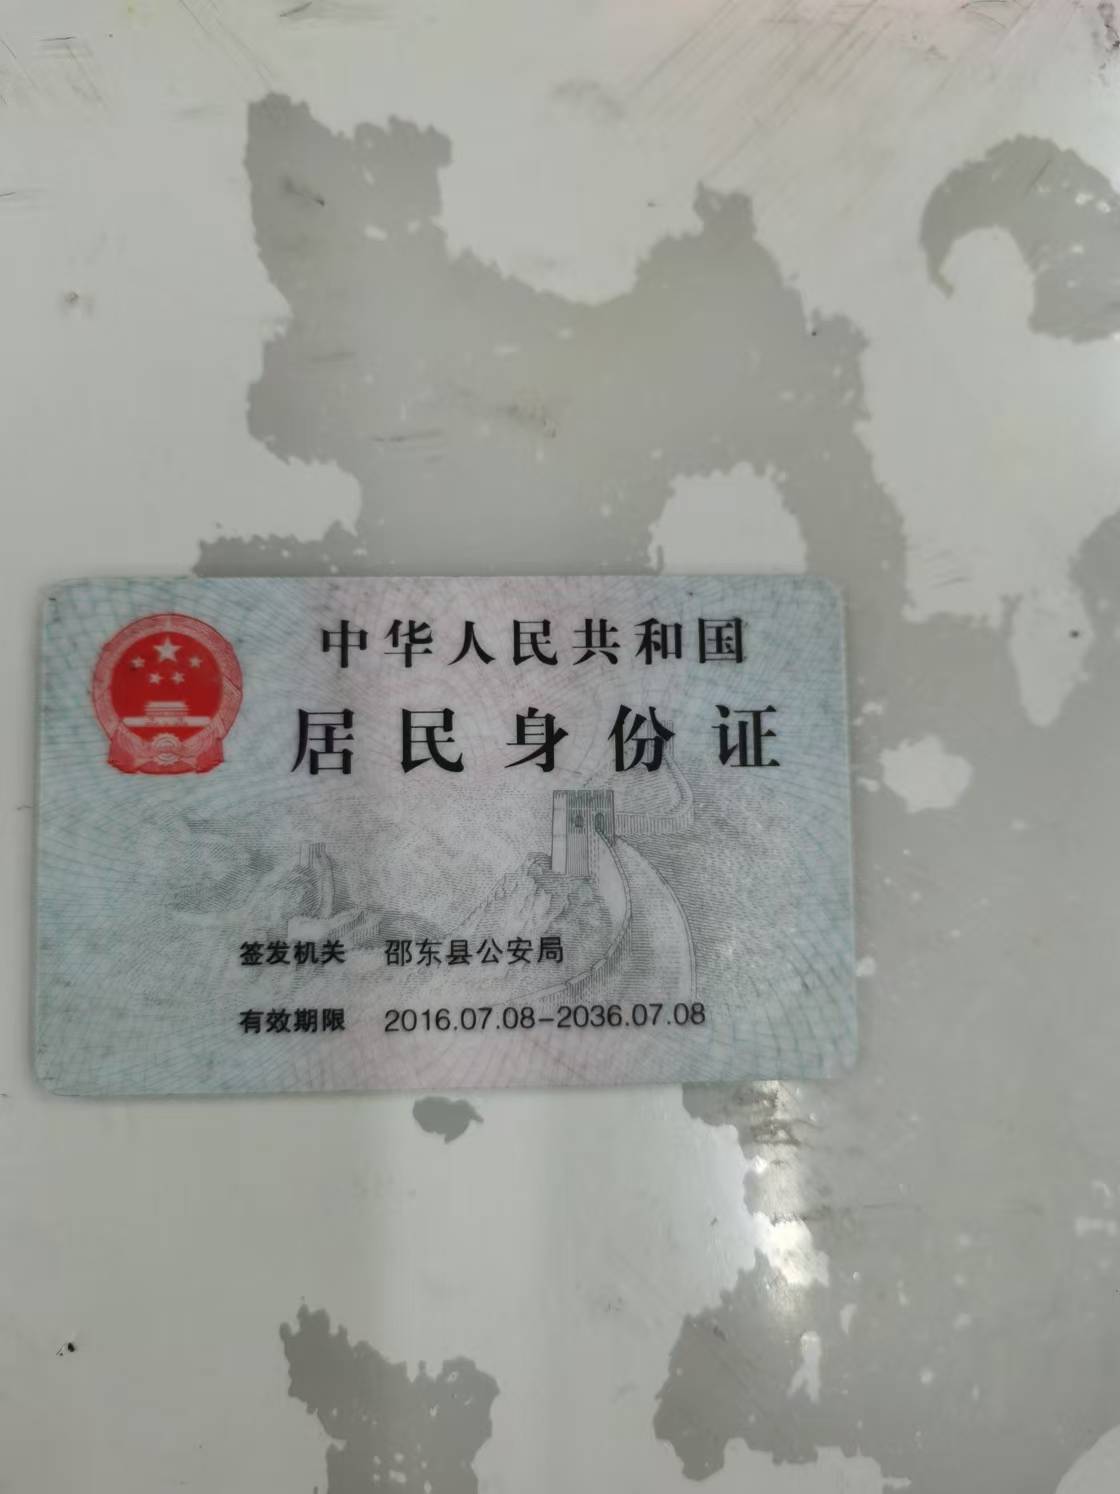 中华人民共和国
居民身份证
签发机关 邵东县公安局
有效期限 2016.07.08-2036.07.08